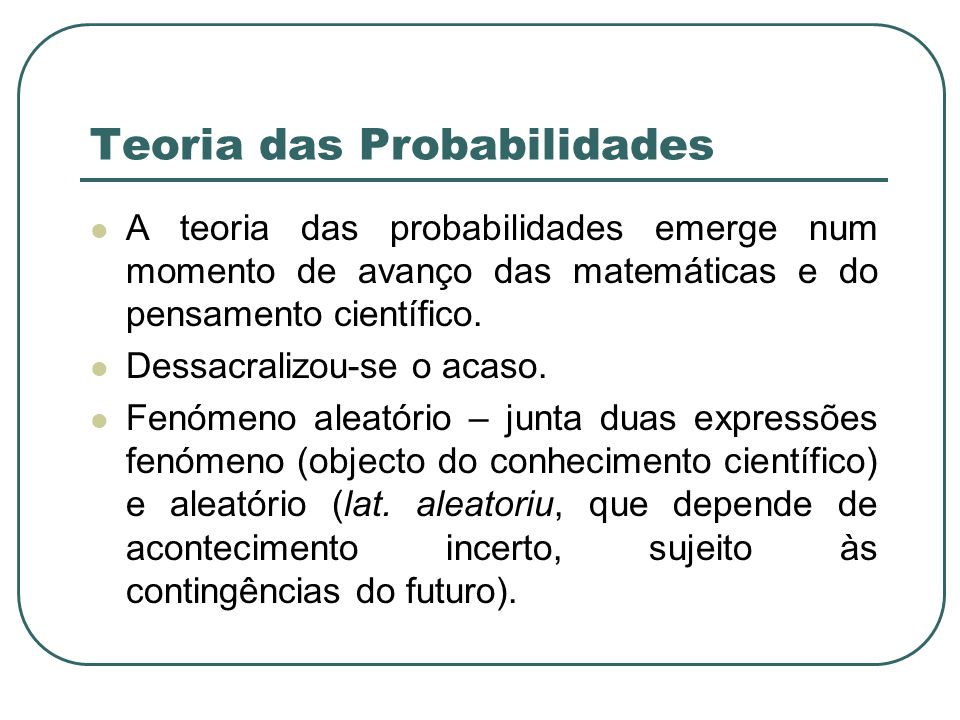 Teoria das Probabilidades
A teoria das probabilidades emerge num
momento de avanço das matemáticas e do
pensamento científico.
Dessacralizou-se o acaso.
Fenómeno aleatório – junta duas expressões
fenómeno (objecto do conhecimento científico)
e aleatório (lat. aleatoriu, que depende de
acontecimento incerto, sujeito às
contingências do futuro).